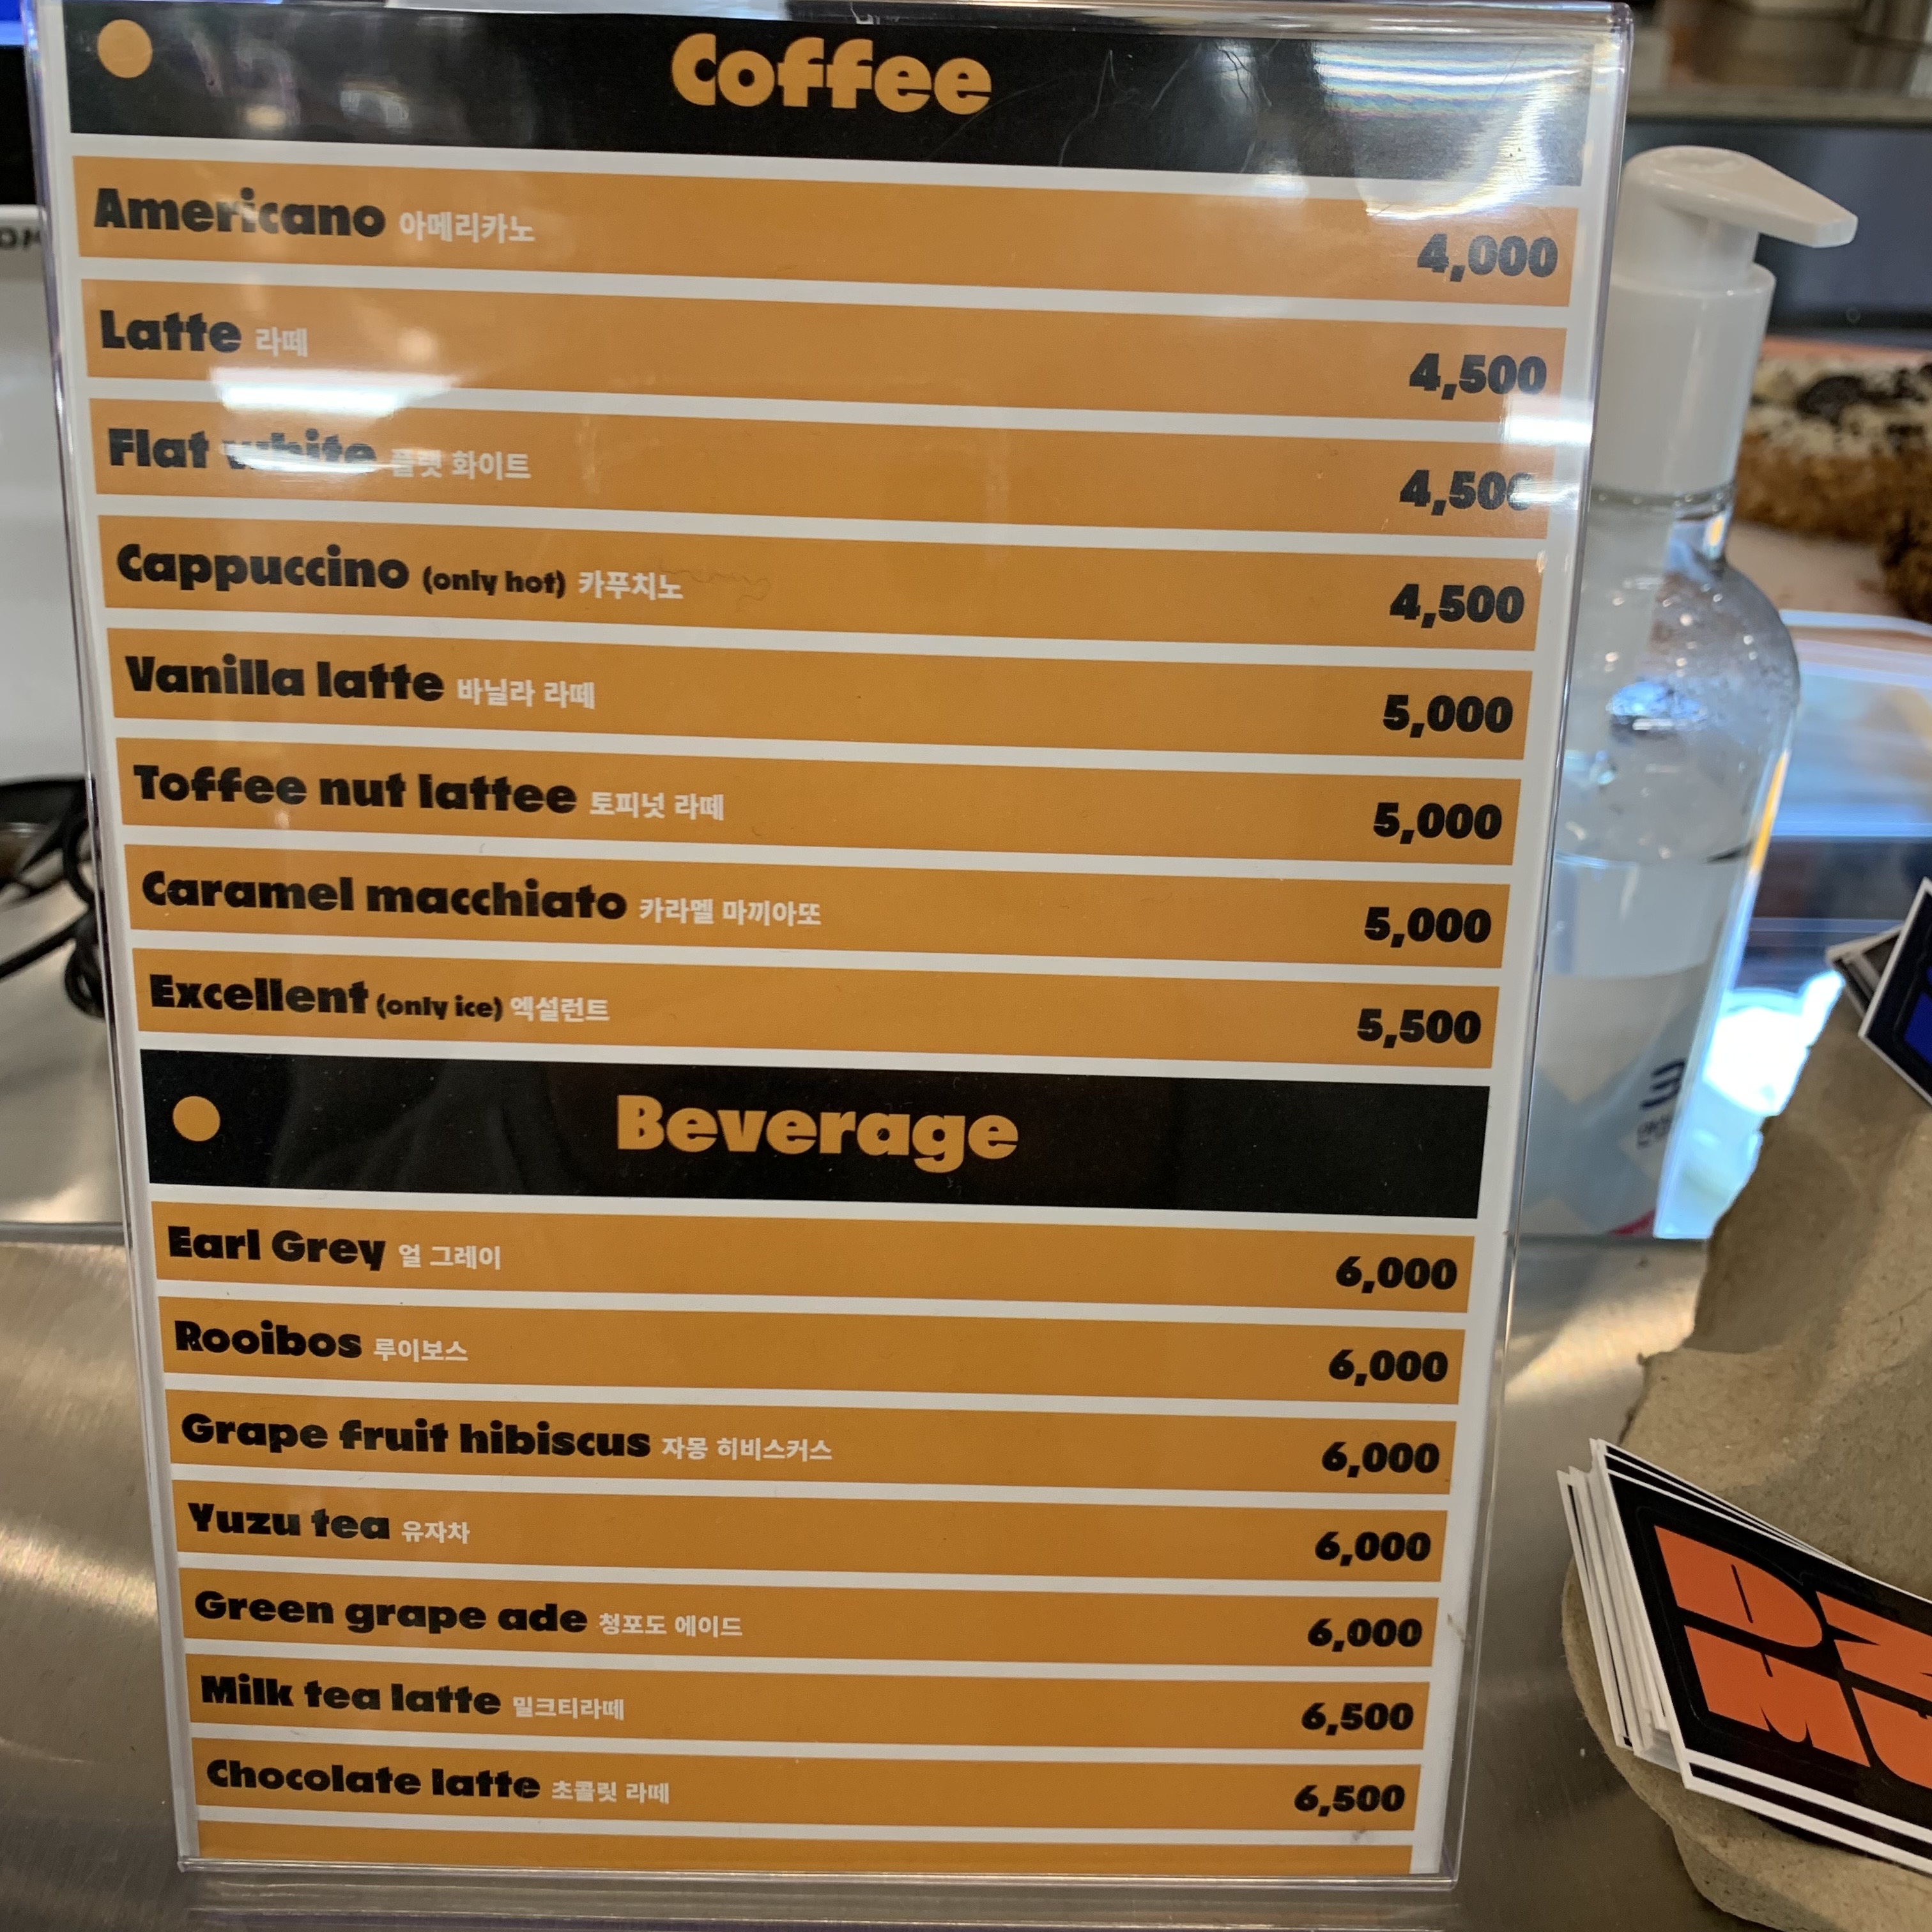 Coffee
Americano 아메리카노 4,000
Latte 라떼 4,500
Flat white 플랫 화이트 4,500
Cappuccino (only hot) 카푸치노 4,500
Vanilla latte 바닐라 라떼 5,000
Toffee nut lattee 토피넛 라떼 5,000
Caramel macchiato 카라멜 마끼아또 5,000
Excellent (only ice) 엑설런트 5,500
Beverage
Earl Grey 얼 그레이 6,000
Rooibos 루이보스 6,000
Grape fruit hibiscus 자몽 히비스커스 6,000
Yuzu tea 유자차 6,000
Green grape ade 청포도 에이드 6,000
Milk tea latte 밀크티라떼 6,500
Chocolate latte 초콜릿 라떼 6,500